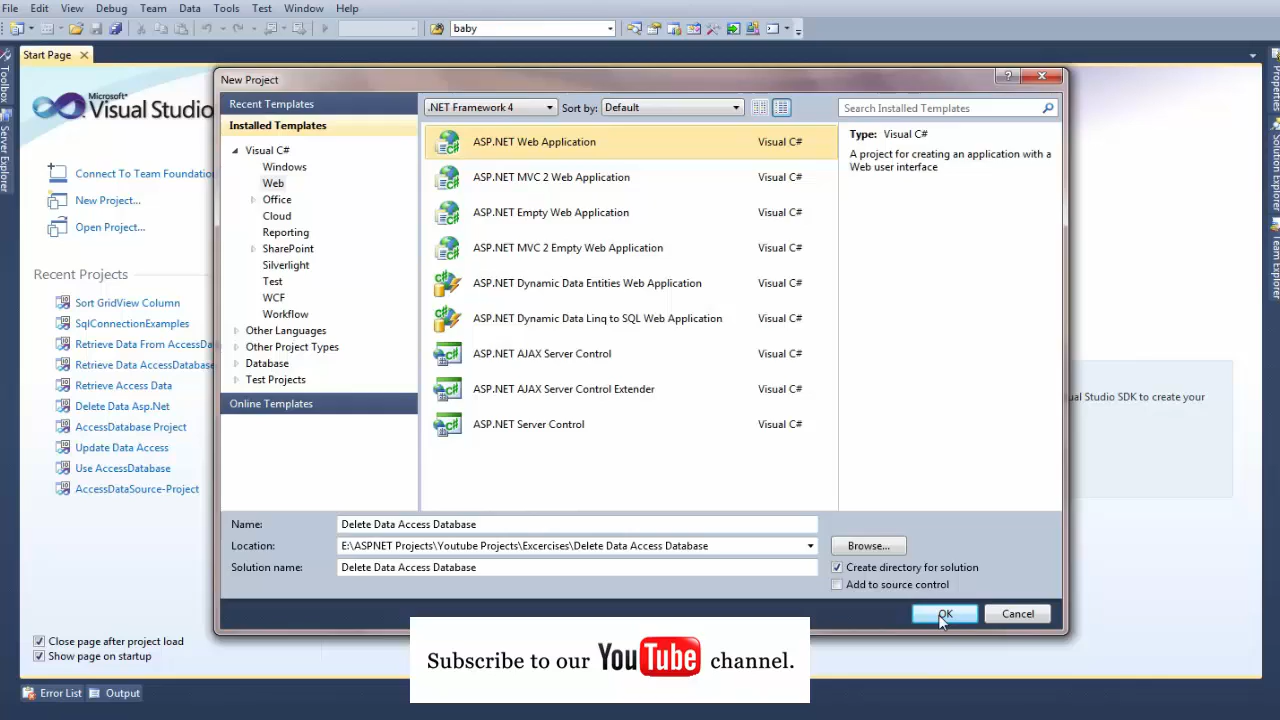 File Edit View Debug Team Data Tools Test Window Help
baby
Start Page
Toolbox
Server Explorer
Microsoft®
Visual Studio
Connect To Team Foundatio
New Project...
Open Project...
Recent Projects
Sort GridView Column
SqlConnectionExamples
Retrieve Data From AccessDa
Retrieve Data AccessDatabase
Retrieve Access Data
Delete Data Asp.Net
AccessDatabase Project
Update Data Access
Use AccessDatabase
AccessDataSource-Project
Close page after project load
Show page on startup
Error List Output
New Project
Recent Templates
Installed Templates
Visual C#
Windows
Web
Office
Cloud
Reporting
SharePoint
Silverlight
Test
WCF
Workflow
Other Languages
Other Project Types
Database
Test Projects
Online Templates
.NET Framework 4 Sort by: Default
ASP.NET Web Application Visual C#
ASP.NET MVC 2 Web Application Visual C#
ASP.NET Empty Web Application Visual C#
ASP.NET MVC 2 Empty Web Application Visual C#
ASP.NET Dynamic Data Entities Web Application Visual C#
ASP.NET Dynamic Data Linq to SQL Web Application Visual C#
ASP.NET AJAX Server Control Visual C#
ASP.NET AJAX Server Control Extender Visual C#
ASP.NET Server Control Visual C#
Search Installed Templates
Type: Visual C#
A project for creating an application with a
Web user interface
Name: Delete Data Access Database
Location: E:\ASPNET Projects\Youtube Projects\Excercises\Delete Data Access Database Browse...
Solution name: Delete Data Access Database
Create directory for solution
Add to source control
OK Cancel
ual Studio SDK to create your
Properties
Solution Explorer
Team Explorer
Subscribe to our YouTube channel.